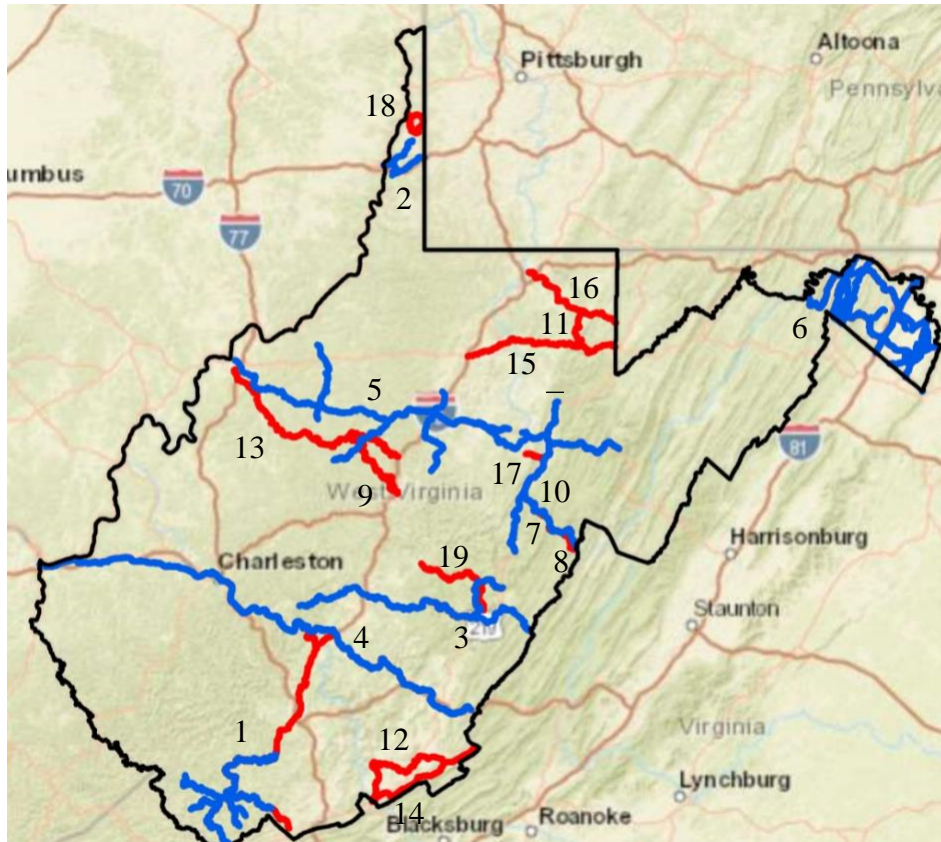 Altoona
Pittsburgh
Pennsylva
18
umbus
70
2
77
16
6
11
15
5
13
81
17
9
West Virginia
10
7
Harrisonburg
8
19
Charleston
Staunton
3
219
4
Virginia
1
12
Lynchburg
14
Roanoke
Blacksburg